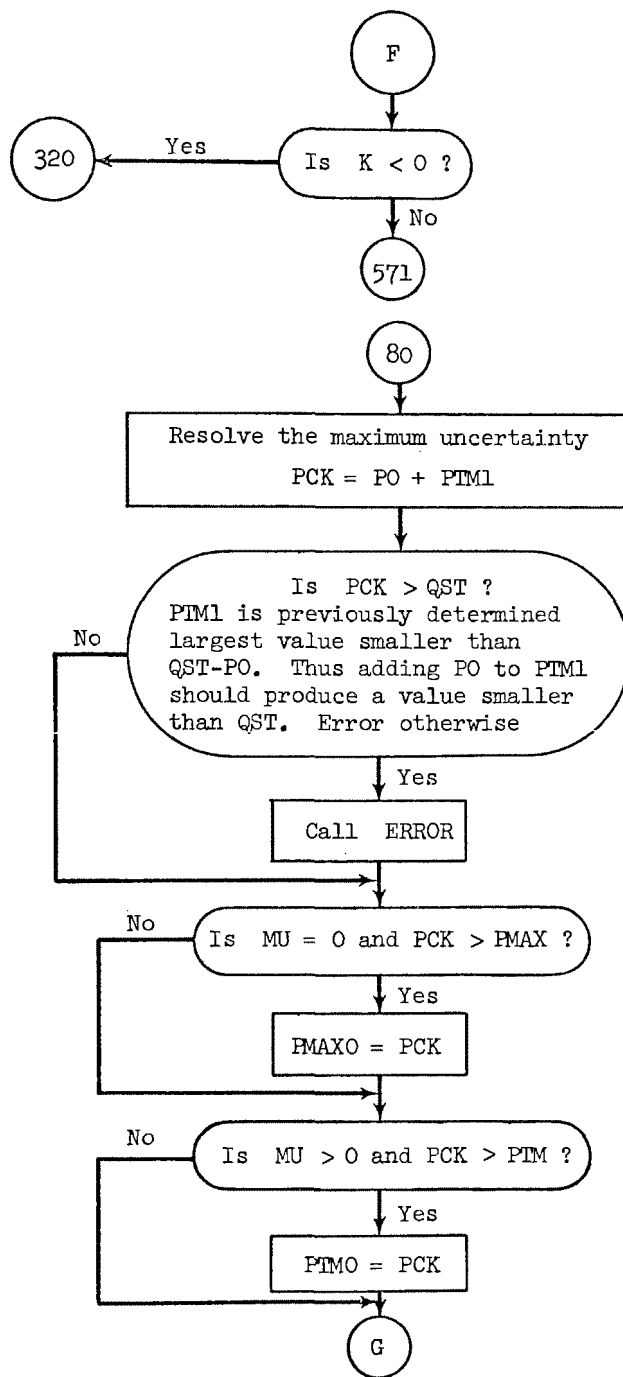 F
Is K < 0 ?
Yes
320
No
571
80
Resolve the maximum uncertainty
PCK = PO + PTM1
Is PCK > QST ?
PTM1 is previously determined
largest value smaller than
QST-PO. Thus adding PO to PTM1
should produce a value smaller
than QST. Error otherwise
No
Yes
Call ERROR
No
Is MU = 0 and PCK > PMAX ?
Yes
PMAXO = PCK
No
Is MU > 0 and PCK > PTM ?
Yes
PTMO = PCK
G